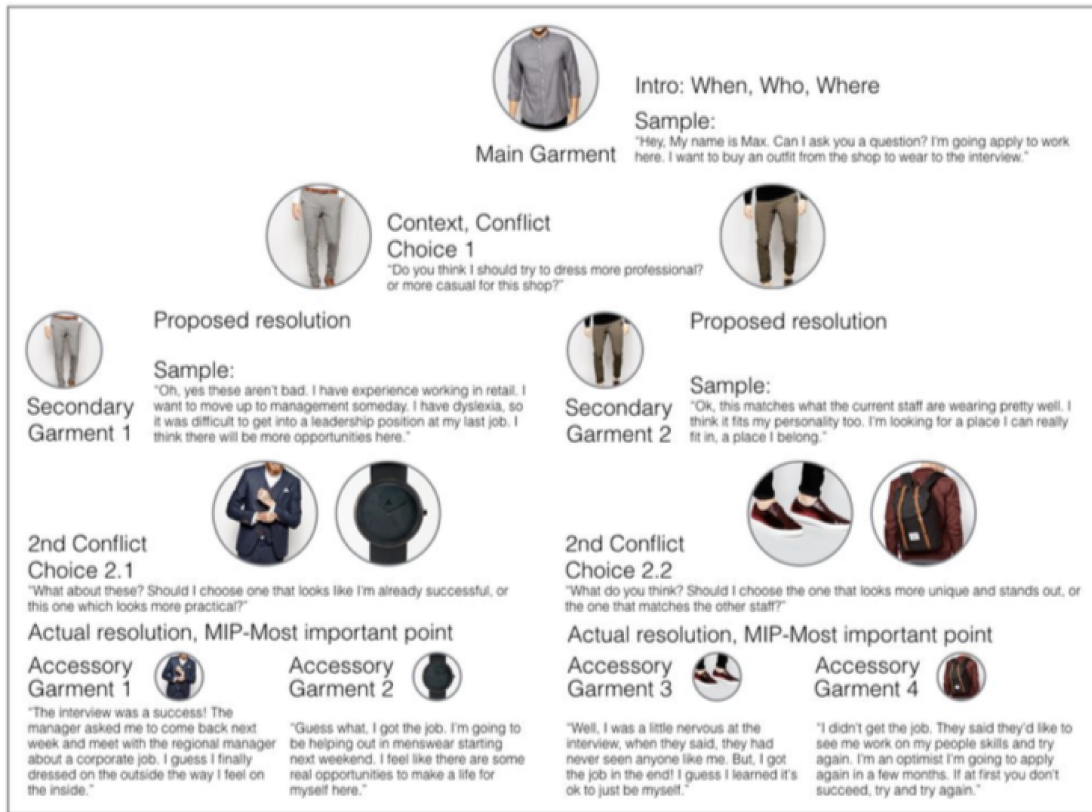 Main Garment
Intro: When, Who, Where
Sample:
"Hey, My name is Max. Can I ask you a question? I'm going apply to work
here. I want to buy an outfit from the shop to wear to the interview."
Context, Conflict
Choice 1
"Do you think I should try to dress more professional?
or more casual for this shop?"
Secondary
Garment 1
Proposed resolution
Sample:
"Oh, yes these aren't bad. I have experience working in retail. I
want to move up to management someday. I have dyslexia, so
it was difficult to get into a leadership position at my last job. I
think there will be more opportunities here."
Secondary
Garment 2
Proposed resolution
Sample:
"Ok, this matches what the current staff are wearing pretty well. I
think it fits my personality too. I'm looking for a place I can really
fit in, a place I belong."
2nd Conflict
Choice 2.1
"What about these? Should I choose one that looks like I'm already successful, or
this one which looks more practical?"
2nd Conflict
Choice 2.2
"What do you think? Should I choose the one that looks more unique and stands out, or
the one that matches the other staff?"
Actual resolution, MIP-Most important point
Accessory
Garment 1
"The interview was a success! The
manager asked me to come back next
week and meet with the regional manager
about a corporate job. I guess I finally
dressed on the outside the way I feel on
the inside."
Accessory
Garment 2
"Guess what, I got the job. I'm going to
be helping out in menswear starting
next weekend. I feel like there are some
real opportunities to make a life for
myself here."
Actual resolution, MIP-Most important point
Accessory
Garment 3
"Well, I was a little nervous at the
interview, when they said, they had
never seen anyone like me. But, I got
the job in the end! I guess I learned it's
ok to just be myself."
Accessory
Garment 4
"I didn't get the job. They said they'd like to
see me work on my people skills and try
again. I'm an optimist I'm going to apply
again in a few months. If at first you don't
succeed, try and try again."